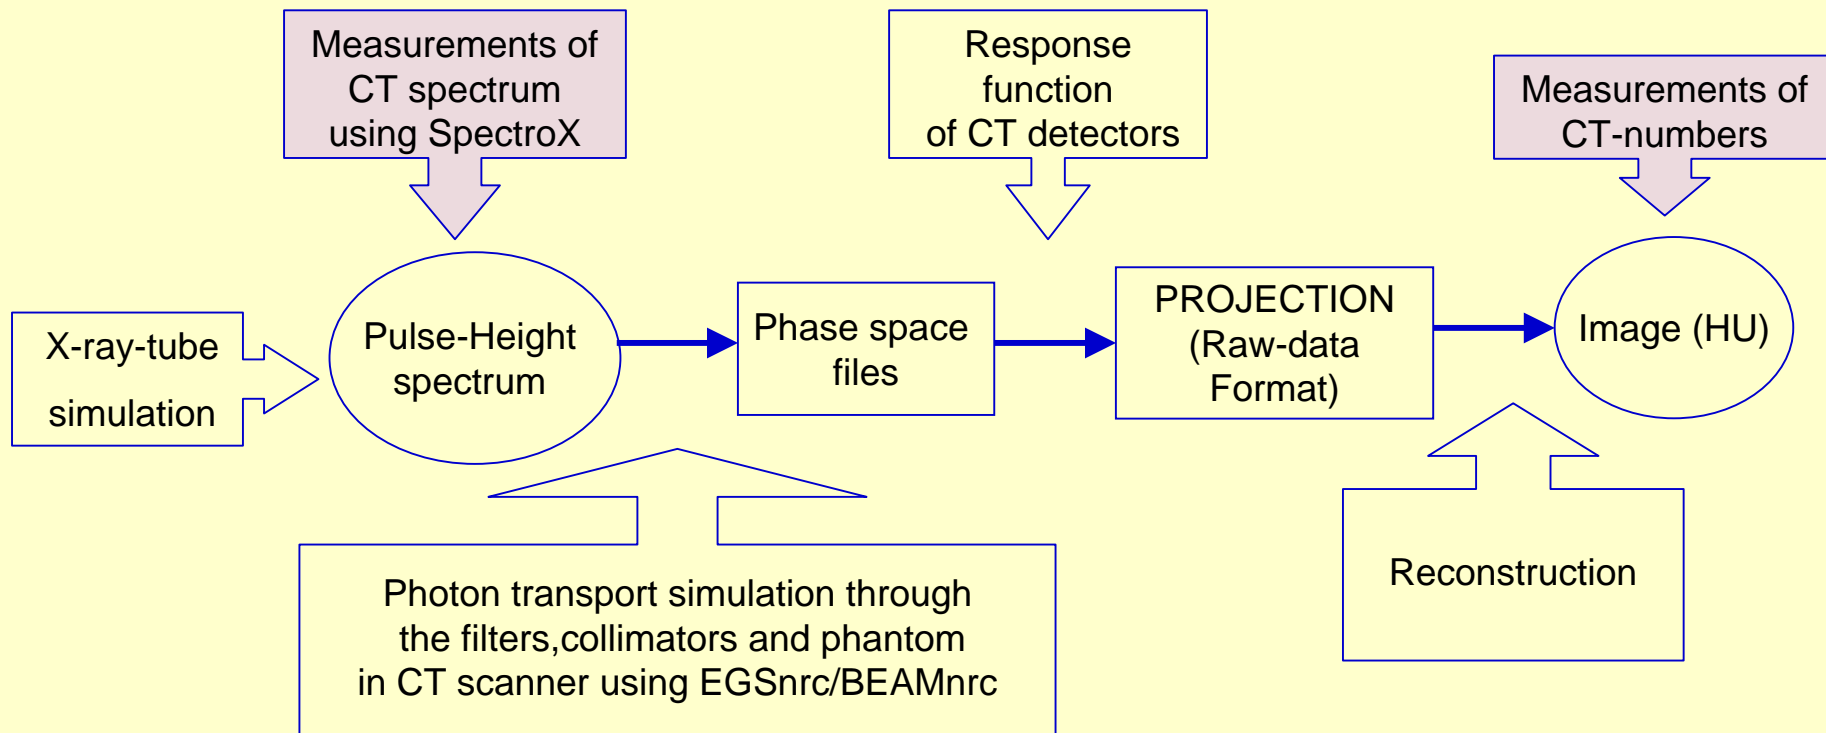 Measurements of
CT spectrum
using SpectroX
Response
function
of CT detectors
Measurements of
CT-numbers
X-ray-tube
simulation
Pulse-Height
spectrum
Phase space
files
PROJECTION
(Raw-data
Format)
Image (HU)
Photon transport simulation through
the filters,collimators and phantom
in CT scanner using EGSnrc/BEAMnrc
Reconstruction